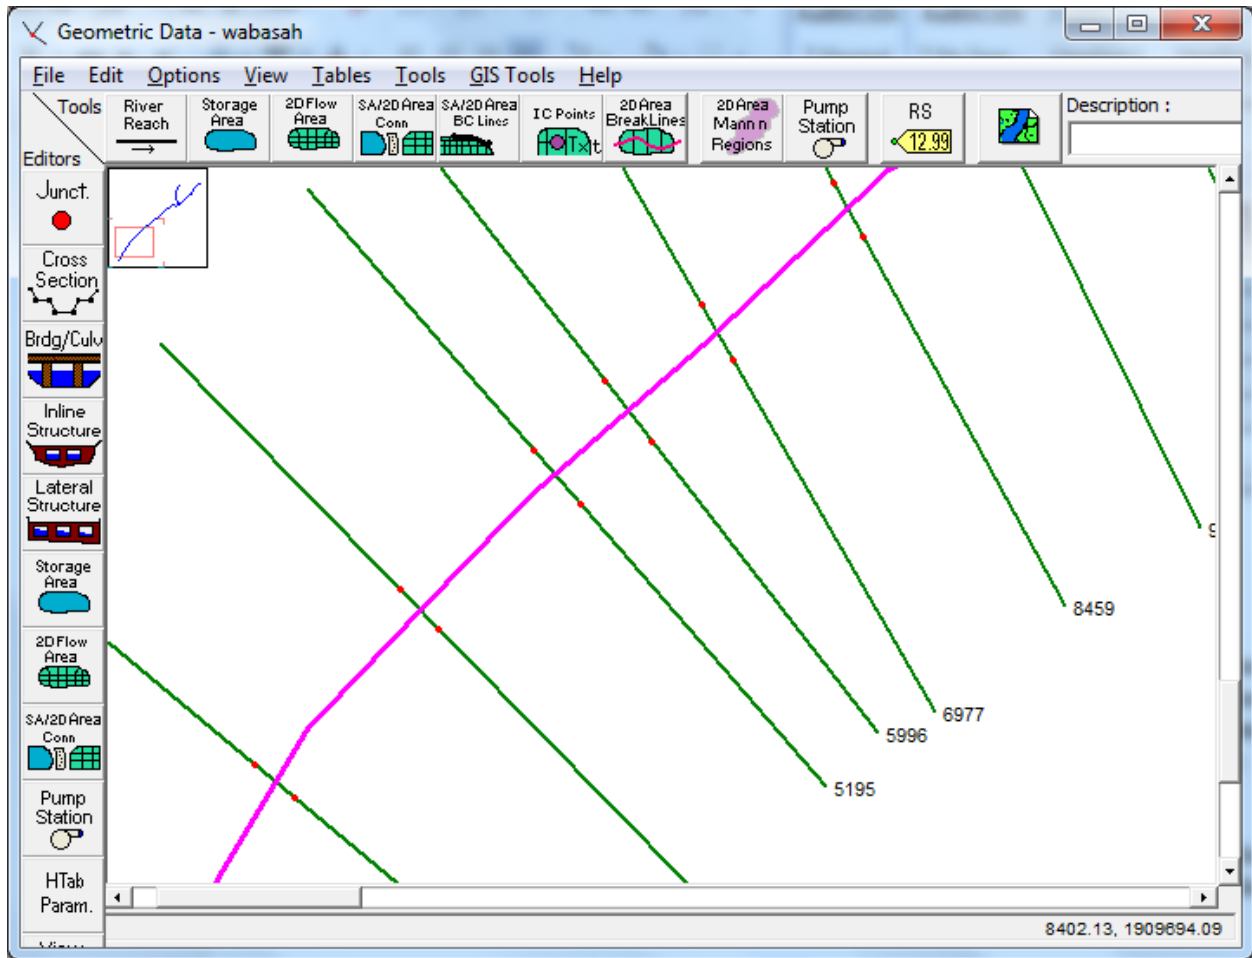 Geometric Data - wabasah
File Edit Options View Tables Tools GIS Tools Help
Tools
Editors
River
Reach
Storage
Area
2D Flow
Area
SA/2D Area
Conn
SA/2D Area
BC Lines
IC Points
2D Area
BreakLines
2D Area
Mann n
Regions
Pump
Station
RS
12.99
Description :
Junct.
Cross
Section
Brdg/Culv
Inline
Structure
Lateral
Structure
Storage
Area
2D Flow
Area
SA/2D Area
Conn
Pump
Station
HTab
Param.
8459
6977
5996
5195
8402.13, 1909694.09